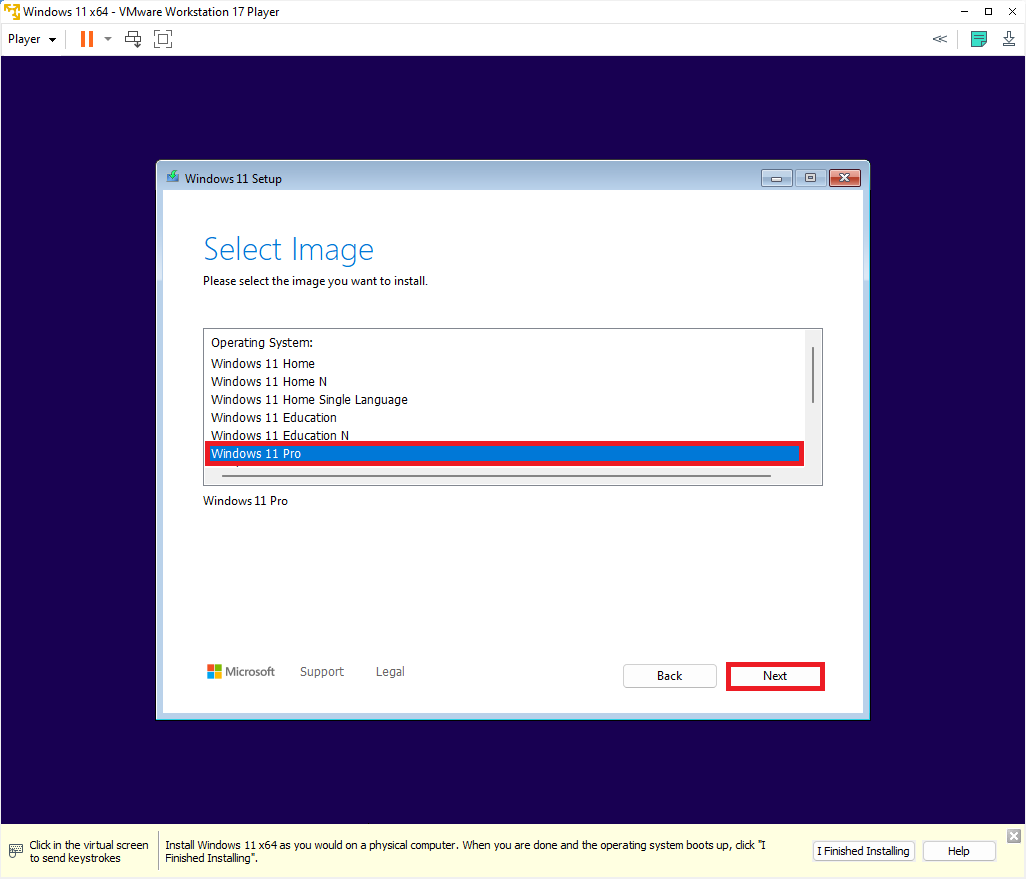 Windows 11 x64 - VMware Workstation 17 Player
Player
Windows 11 Setup
Select Image
Please select the image you want to install.
Operating System:
Windows 11 Home
Windows 11 Home N
Windows 11 Home Single Language
Windows 11 Education
Windows 11 Education N
Windows 11 Pro
Windows 11 Pro
Microsoft Support Legal
Back Next
Click in the virtual screen
to send keystrokes
Install Windows 11 x64 as you would on a physical computer. When you are done and the operating system boots up, click "I
Finished Installing".
I Finished Installing Help